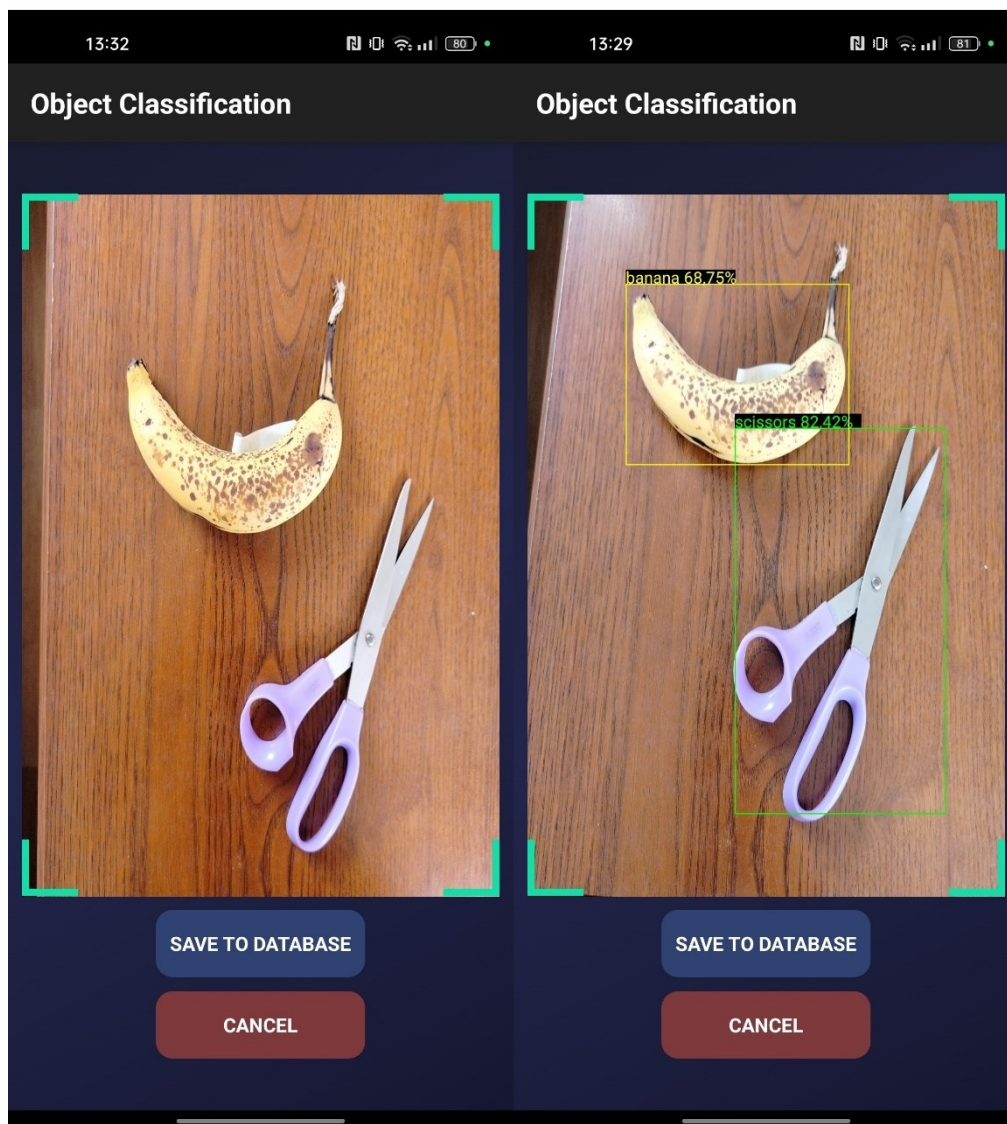 13:32
80
Object Classification
SAVE TO DATABASE
CANCEL
13:29
81
Object Classification
banana 68,75%
scissors 82,42%
SAVE TO DATABASE
CANCEL